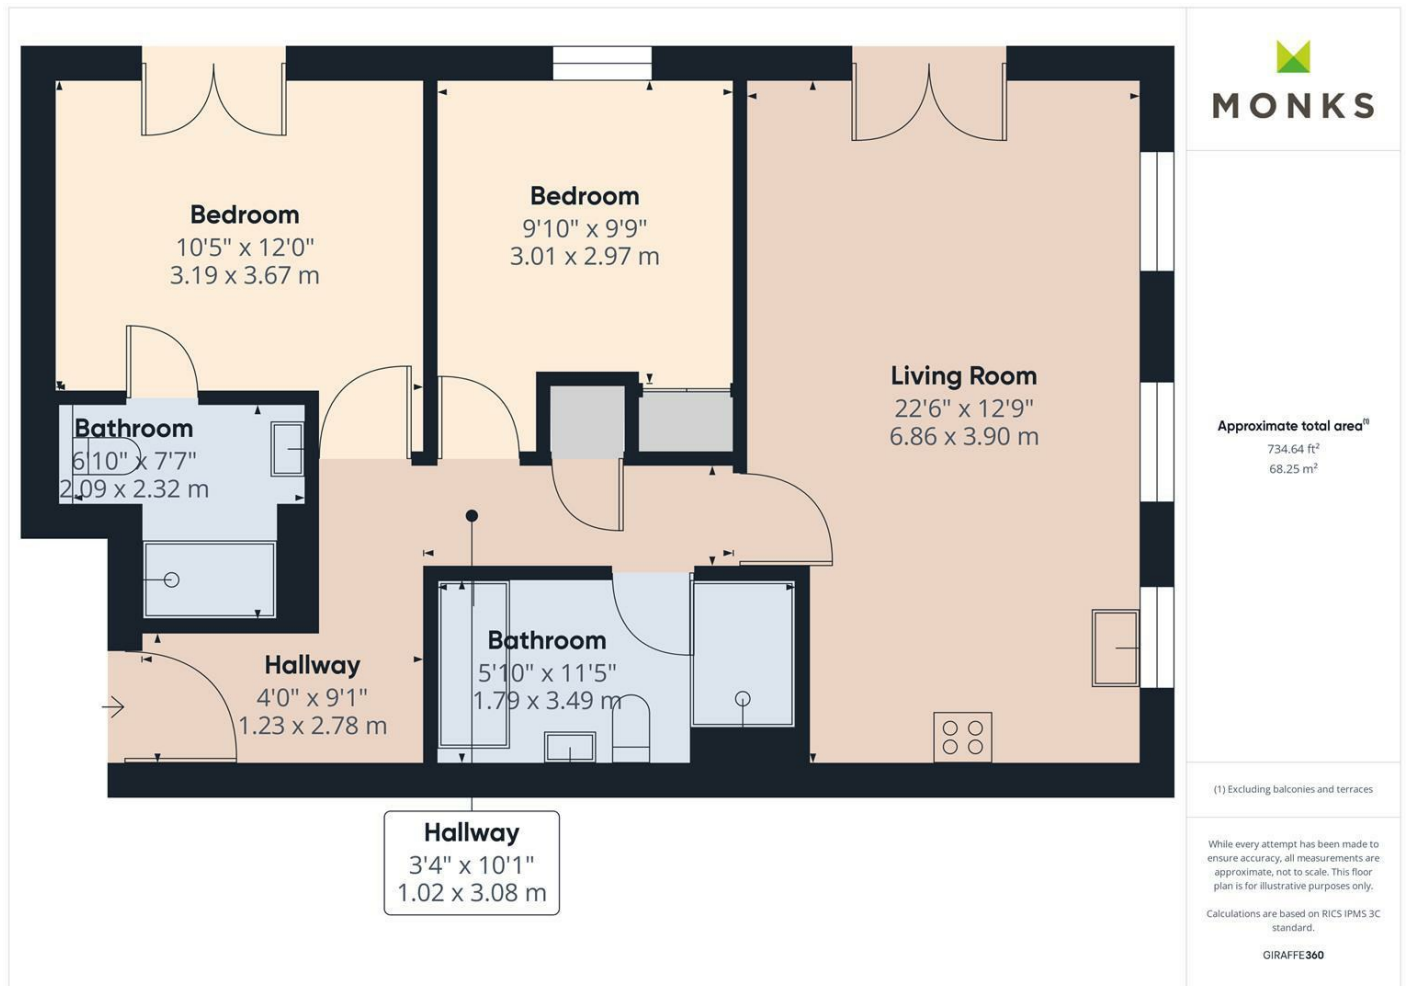 Bedroom
10'5" x 12'0"
3.19 x 3.67 m
Bedroom
9'10" x 9'9"
3.01 x 2.97 m
Living Room
22'6" x 12'9"
6.86 x 3.90 m
Bathroom
6'10" x 7'7"
2.09 x 2.32 m
Bathroom
5'10" x 11'5"
1.79 x 3.49 m
Hallway
4'0" x 9'1"
1.23 x 2.78 m
Hallway
3'4" x 10'1"
1.02 x 3.08 m
MONKS
Approximate total area(1)
734.64 ft²
68.25 m²
(1) Excluding balconies and terraces
While every attempt has been made to
ensure accuracy, all measurements are
approximate, not to scale. This floor
plan is for illustrative purposes only.
Calculations are based on RICS IPMS 3C
standard.
GIRAFFE360